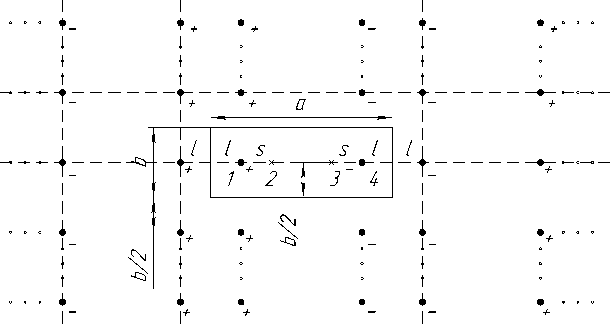 - + + - +
- + + - +
a
b l l s s l l
- + + - - +
1 2 3 4
b/2
b/2
- + + - - +
- + + - - +